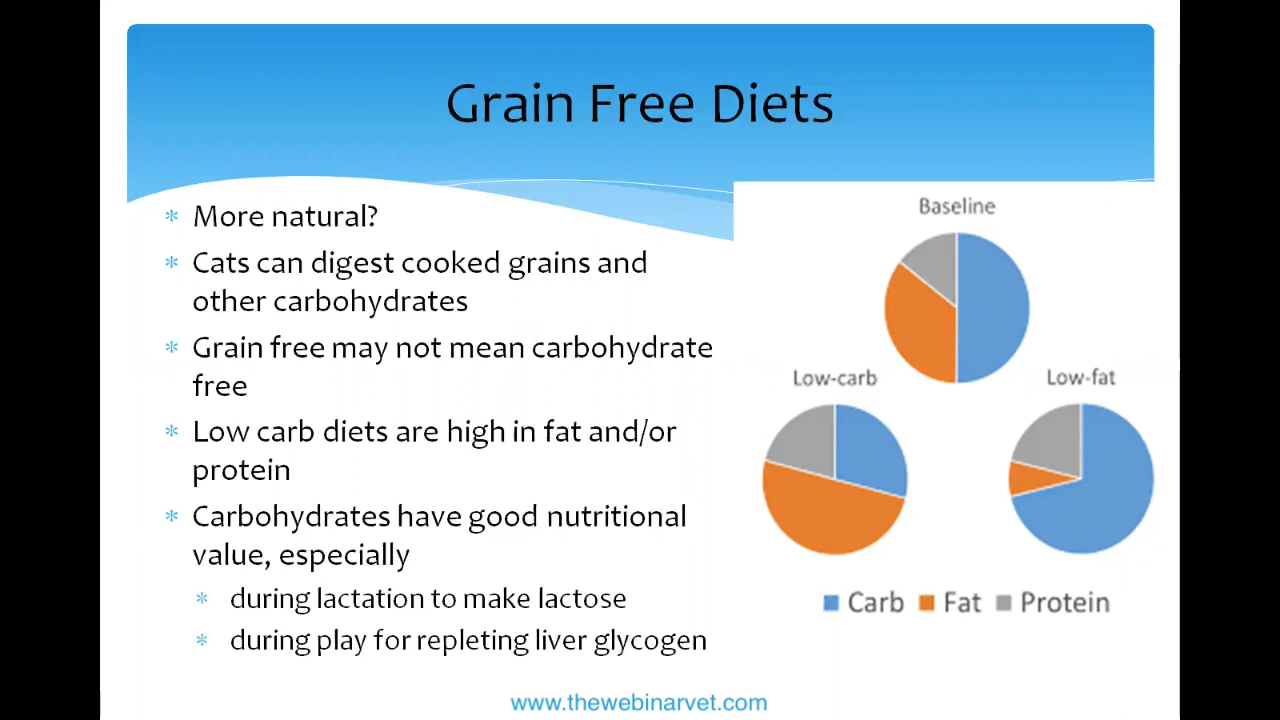 Grain Free Diets
* More natural?
* Cats can digest cooked grains and
other carbohydrates
* Grain free may not mean carbohydrate
free
* Low carb diets are high in fat and/or
protein
* Carbohydrates have good nutritional
value, especially
* during lactation to make lactose
* during play for repleting liver glycogen
Baseline
Low-carb
Low-fat
Carb Fat Protein
www.thewebinarvet.com